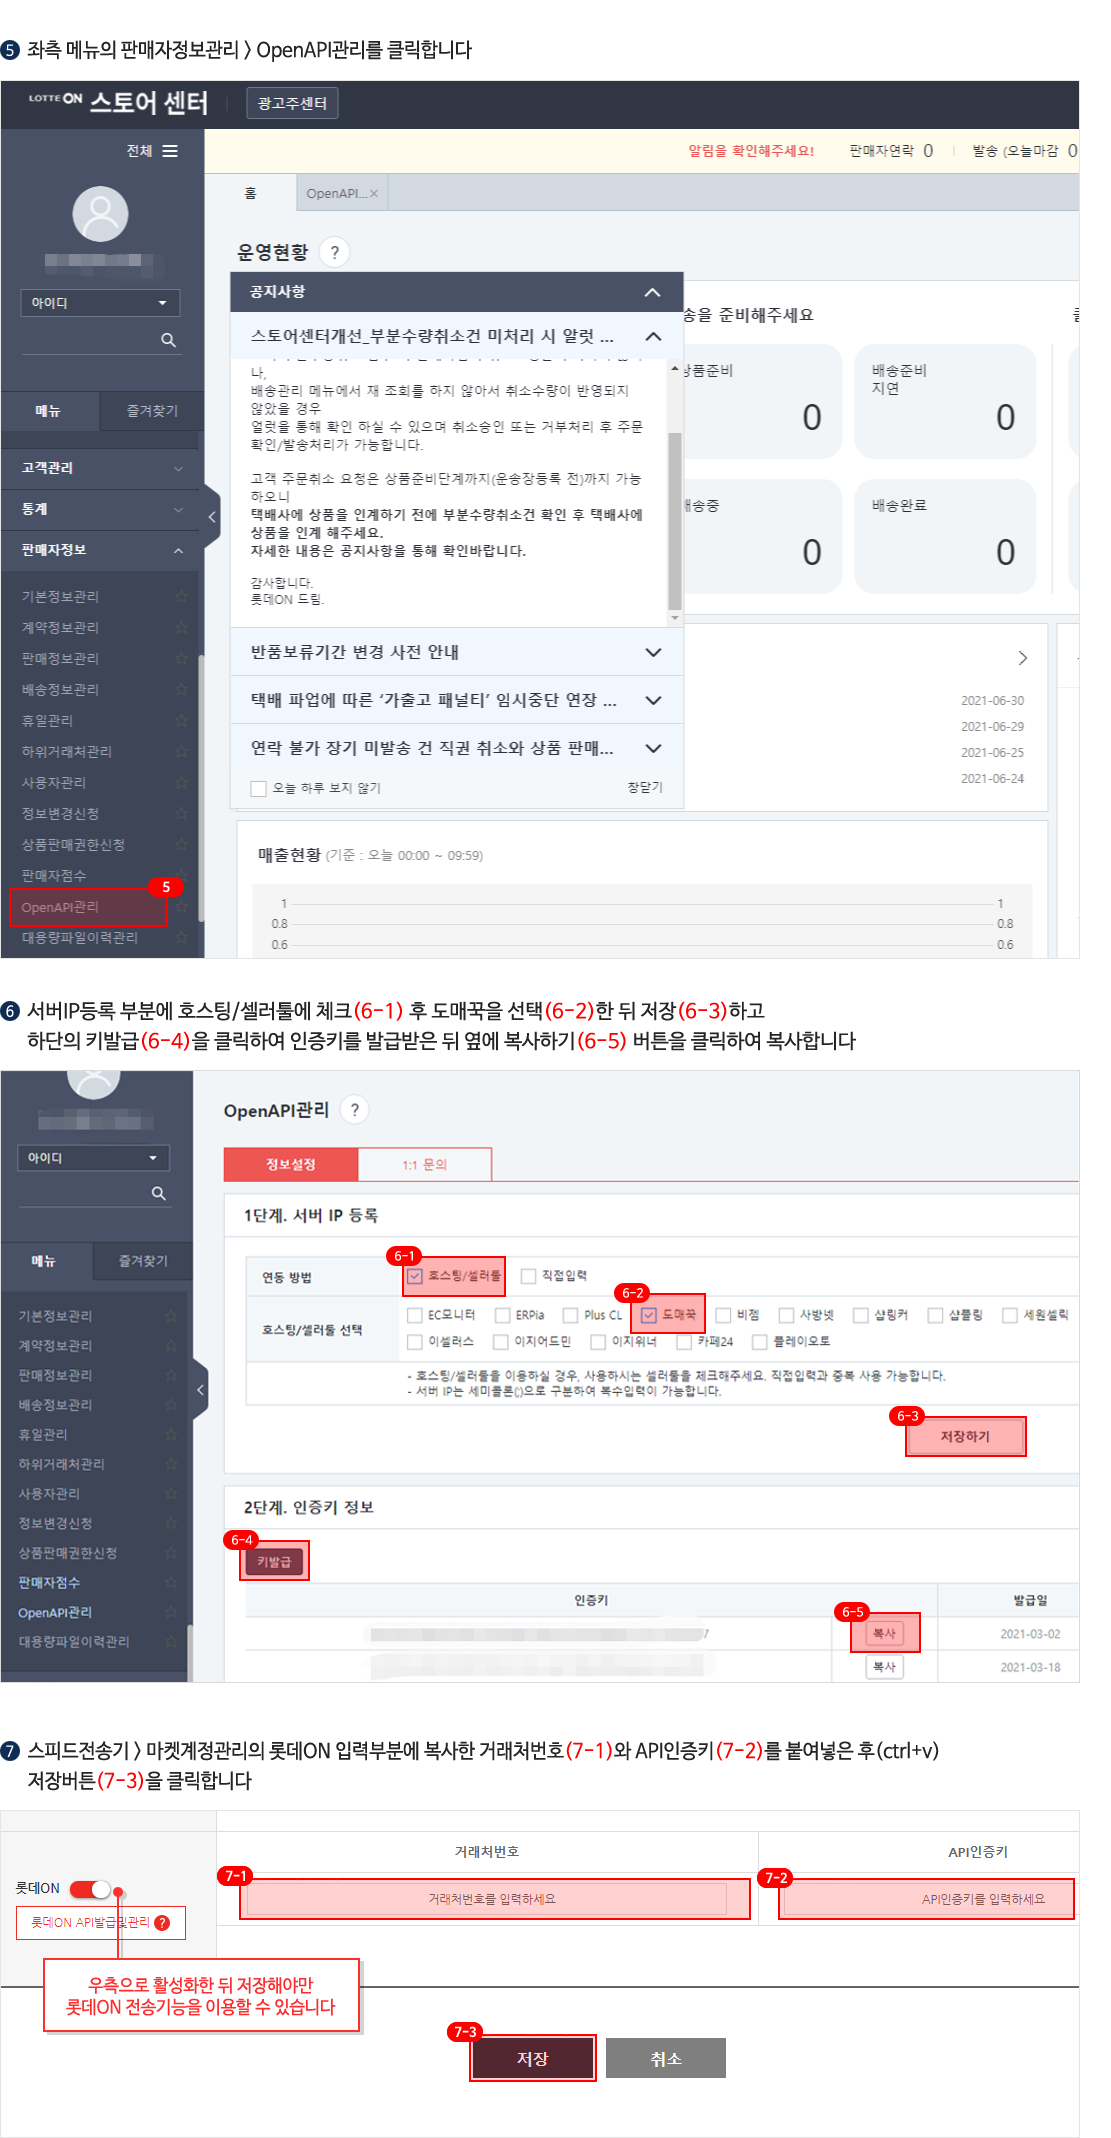 5 좌측 메뉴의 판매자정보관리 > OpenAPI관리를 클릭합니다
LOTTE ON 스토어 센터
광고주센터
전체
알림을 확인해주세요! 판매자연락 0 발송 (오늘마감 0
홈
OpenAPI... ×
운영현황 ?
아이디
메뉴
즐겨찾기
고객관리
통계
판매자정보
기본정보관리
계약정보관리
판매정보관리
배송정보관리
휴일관리
하위거래처관리
사용자관리
정보변경신청
상품판매권한신청
판매자점수
5
OpenAPI관리
대용량파일이력관리
공지사항
스토어센터개선_부분수량취소건 미처리 시 알럿 ...
나,
배송관리 메뉴에서 재 조회를 하지 않아서 취소수량이 반영되지
않았을 경우
얼럿을 통해 확인 하실 수 있으며 취소승인 또는 거부처리 후 주문
확인/발송처리가 가능합니다.
고객 주문취소 요청은 상품준비단계까지(운송장등록 전)까지 가능
하오니
택배사에 상품을 인계하기 전에 부분수량취소건 확인 후 택배사에
상품을 인계 해주세요.
자세한 내용은 공지사항을 통해 확인바랍니다.
감사합니다.
롯데ON 드림.
반품보류기간 변경 사전 안내
택배 파업에 따른 '가출고 패널티' 임시중단 연장 ...
연락 불가 장기 미발송 건 직권 취소와 상품 판매...
오늘 하루 보지 않기
창닫기
송을 준비해주세요
상품준비
0
배송준비
지연
0
배송중
0
배송완료
0
2021-06-30
2021-06-29
2021-06-25
2021-06-24
매출현황 (기준 : 오늘 00:00 ~ 09:59)
1 1
0.8 0.8
0.6 0.6
6 서버IP등록 부분에 호스팅/셀러툴에 체크(6-1) 후 도매꾹을 선택(6-2)한 뒤 저장(6-3)하고
하단의 키발급(6-4)을 클릭하여 인증키를 발급받은 뒤 옆에 복사하기(6-5) 버튼을 클릭하여 복사합니다
아이디
메뉴
즐겨찾기
기본정보관리
계약정보관리
판매정보관리
배송정보관리
휴일관리
하위거래처관리
사용자관리
정보변경신청
상품판매권한신청
판매자점수
OpenAPI관리
대용량파일이력관리
OpenAPI관리 ?
정보설정
1:1 문의
1단계. 서버 IP 등록
6-1
연동 방법 호스팅/셀러툴 직접입력
6-2
호스팅/셀러툴 선택
EC모니터 ERPia Plus CL 도매꾹 비젬 사방넷 샵링커 샵플링 세원셀릭
이셀러스 이지어드민 이지위너 카페24 플레이오토
- 호스팅/셀러툴을 이용하실 경우, 사용하시는 셀러툴을 체크해주세요. 직접입력과 중복 사용 가능합니다.
- 서버 IP는 세미콜론(;)으로 구분하여 복수입력이 가능합니다.
6-3
저장하기
2단계. 인증키 정보
6-4
키발급
인증키 발급일
6-5
복사 2021-03-02
복사 2021-03-18
7 스피드전송기 > 마켓계정관리의 롯데ON 입력부분에 복사한 거래처번호(7-1)와 API인증키(7-2)를 붙여넣은 후(ctrl+v)
저장버튼(7-3)을 클릭합니다
거래처번호 API인증키
7-1
7-2
롯데ON
거래처번호를 입력하세요
API인증키를 입력하세요
롯데ON API발급및관리 ?
우측으로 활성화한 뒤 저장해야만
롯데ON 전송기능을 이용할 수 있습니다
7-3
저장
취소